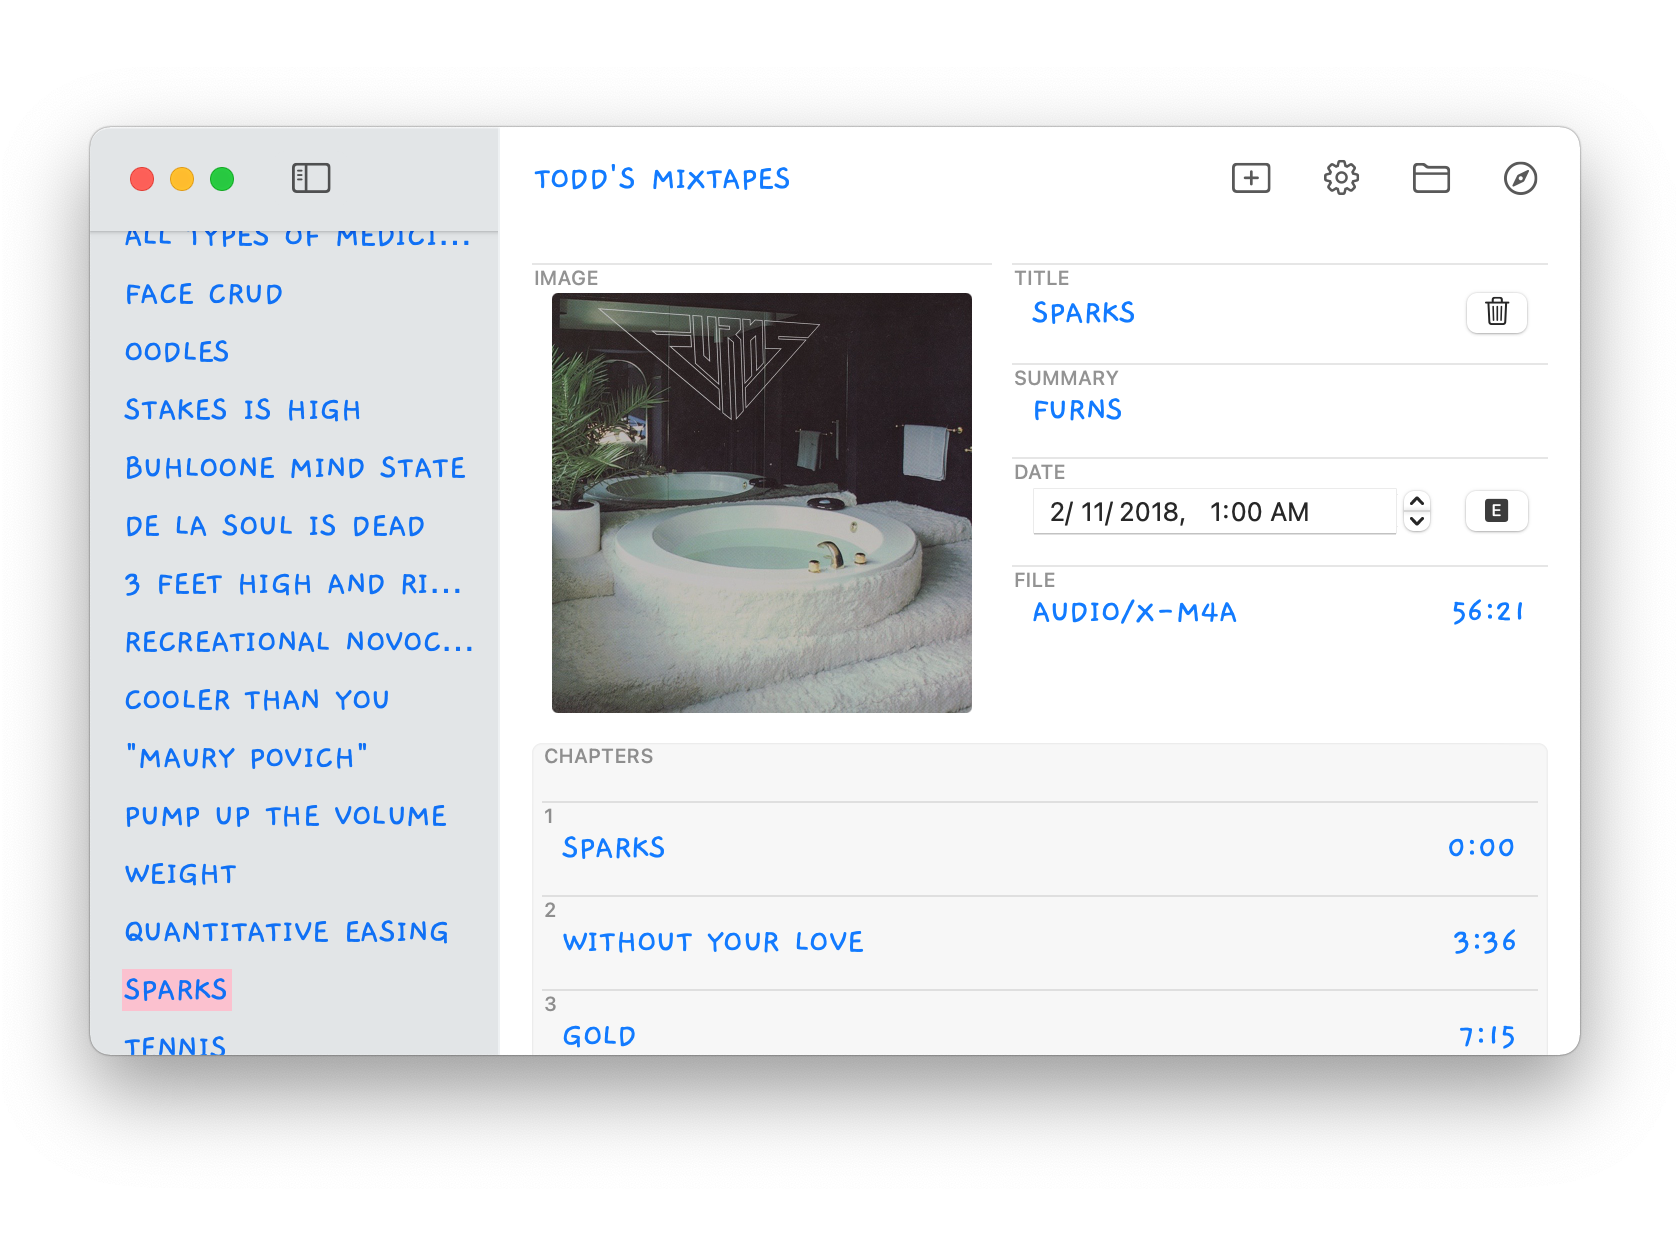 TODD'S MIXTAPES
ALL TYPES OF MEDICI...
FACE CRUD
OODLES
STAKES IS HIGH
BUHLOONE MIND STATE
DE LA SOUL IS DEAD
3 FEET HIGH AND RI...
RECREATIONAL NOVOC...
COOLER THAN YOU
"MAURY POVICH"
PUMP UP THE VOLUME
WEIGHT
QUANTITATIVE EASING
SPARKS
TENNIS
IMAGE
FURNS
TITLE
SPARKS
SUMMARY
FURNS
DATE
2/ 11/ 2018, 1:00 AM
E
FILE
AUDIO/X-M4A 56:21
CHAPTERS
1
SPARKS 0:00
2
WITHOUT YOUR LOVE 3:36
3
GOLD 7:15